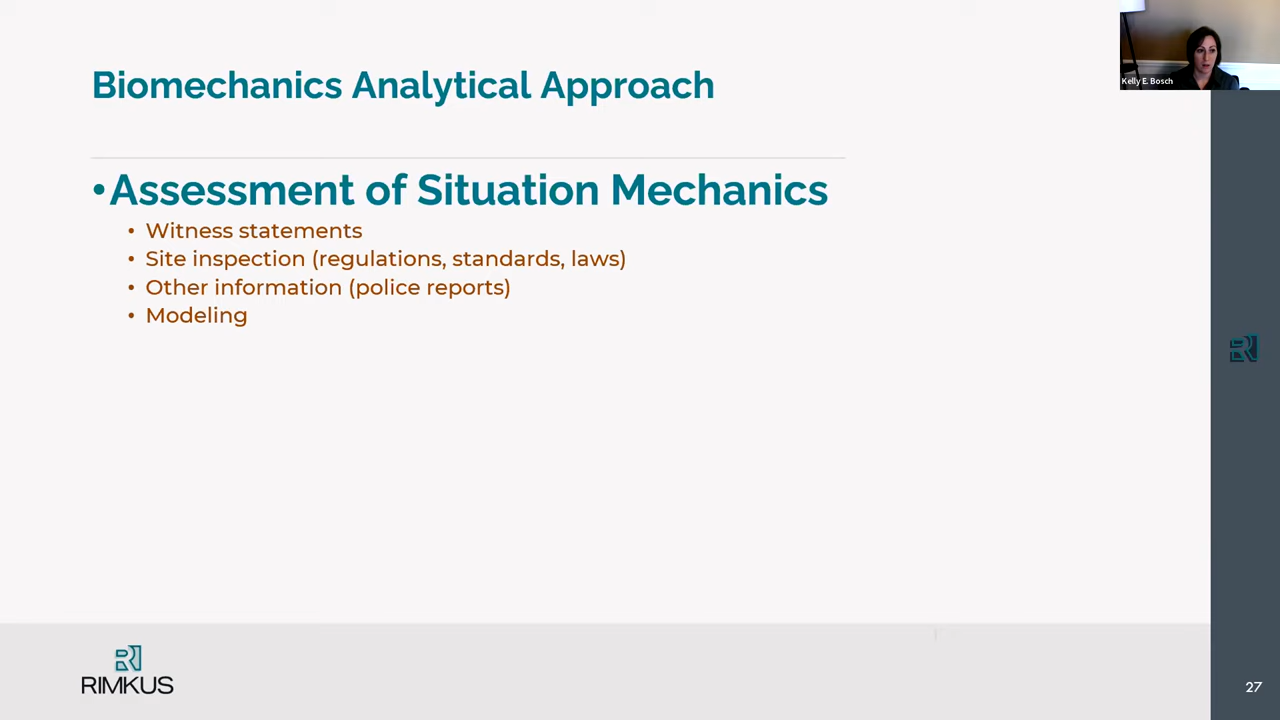 Biomechanics Analytical Approach
Kelly E. Bosch
•Assessment of Situation Mechanics
• Witness statements
• Site inspection (regulations, standards, laws)
• Other information (police reports)
• Modeling
RIMKUS
27